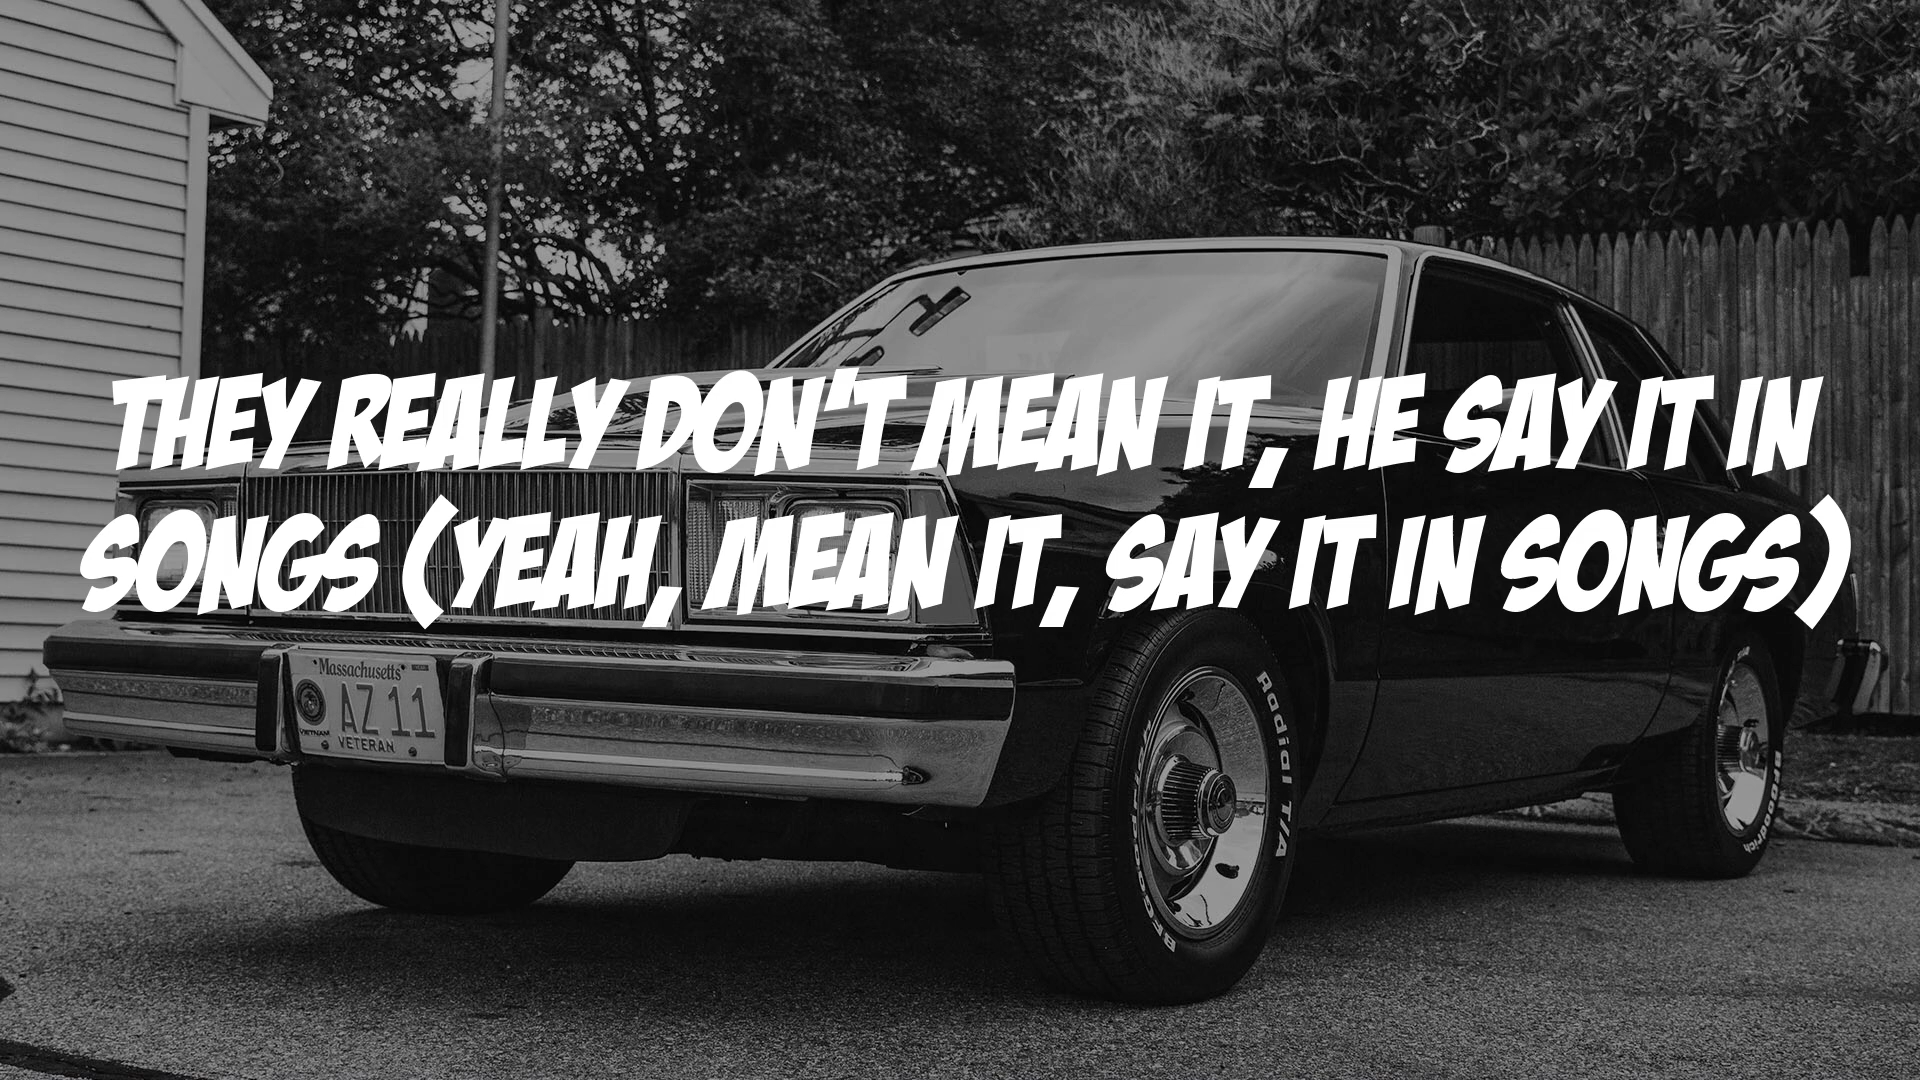 THEY REALLY DON'T MEAN IT, HE SAY IT IN
SONGS (YEAH, MEAN IT, SAY IT IN SONGS)
Massachusetts
AZ 11
VIETNAM
VETERAN
Radial T/A
BFGoodrich
BFGoodrich